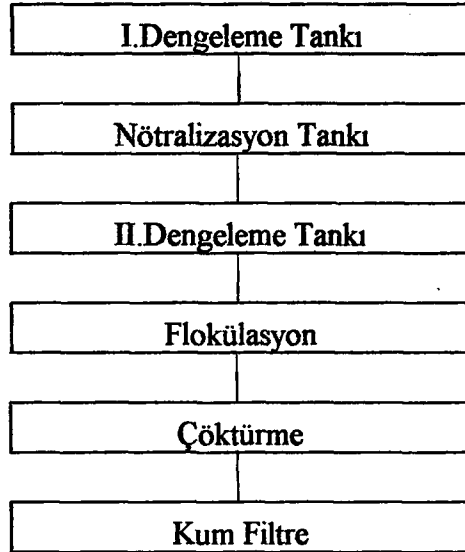 I.Dengeleme Tankı
Nötralizasyon Tankı
II.Dengeleme Tankı
Flokülasyon
Çöktürme
Kum Filtre